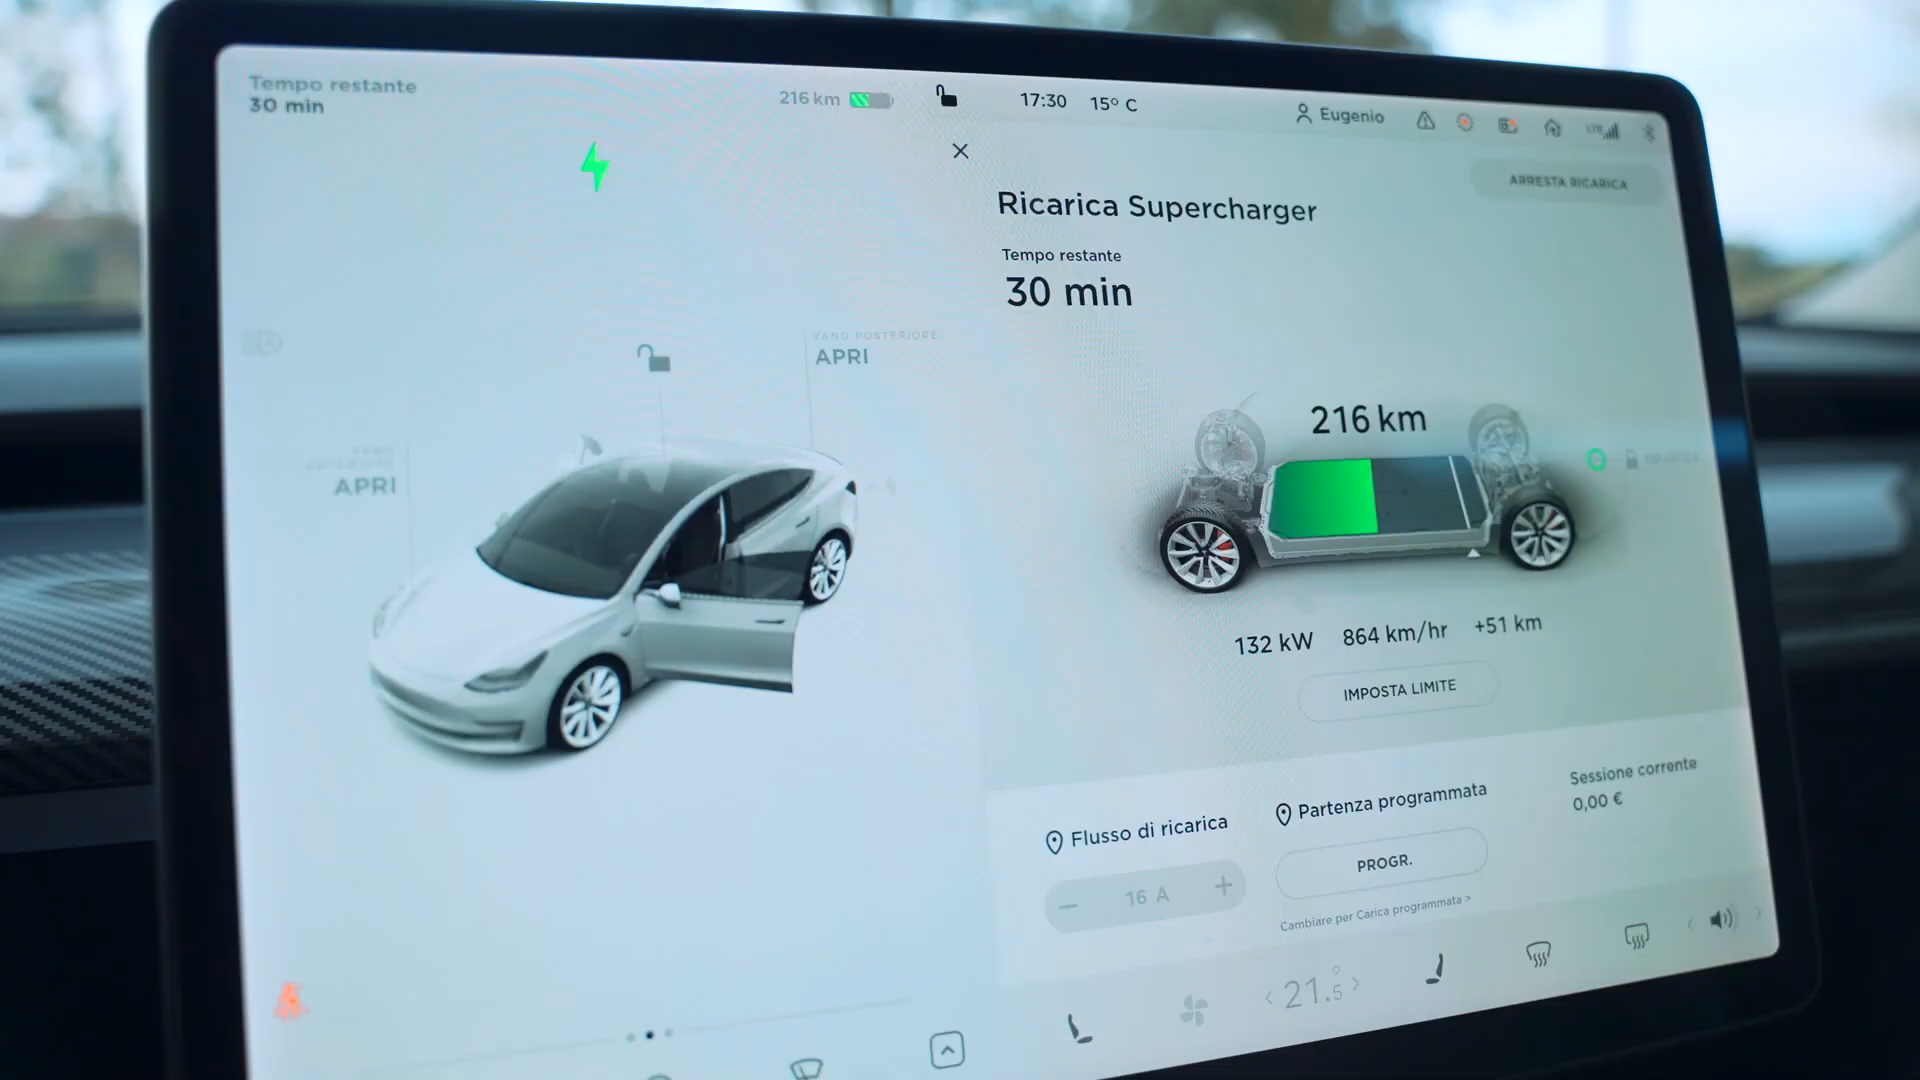 Tempo restante
30 min
216 km
17:30
15° C
Eugenio
LTE
ARRESTA RICARICA
Ricarica Supercharger
Tempo restante
30 min
VANO POSTERIORE
APRI
APRI
216 km
132 kW
864 km/hr
+51 km
IMPOSTA LIMITE
Flusso di ricarica
16 A
Partenza programmata
PROGR.
Cambiare per Carica programmata >
Sessione corrente
0,00 €
21.5°